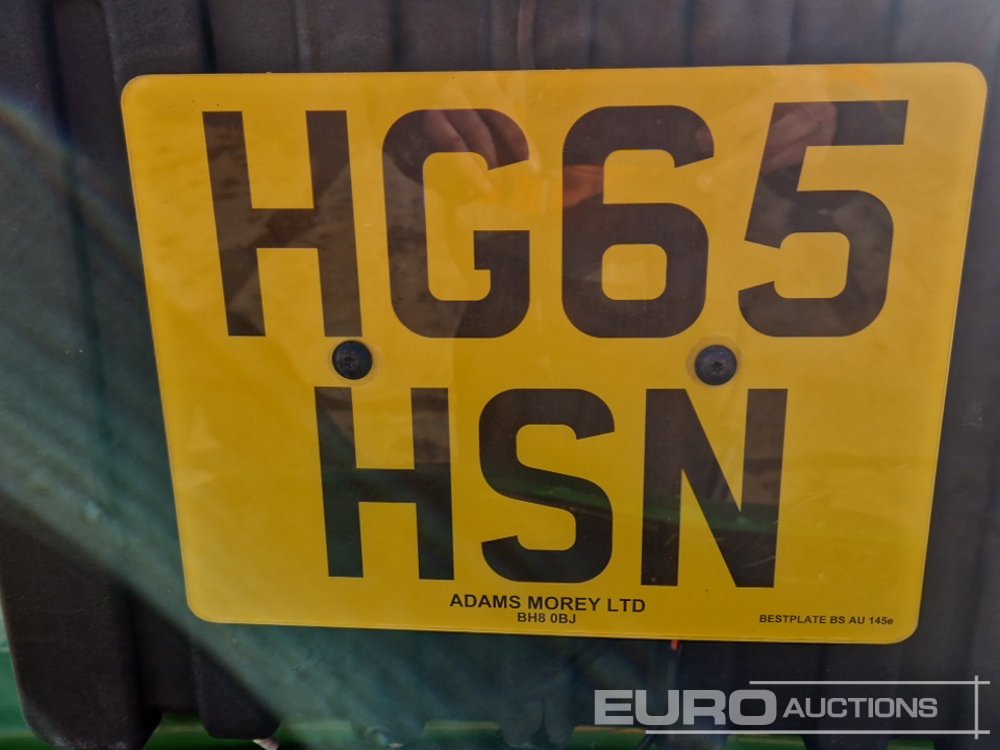 HG65
HSN
ADAMS MOREY LTD
BH8 0BJ
BESTPLATE BS AU 145e
EURO AUCTIONS